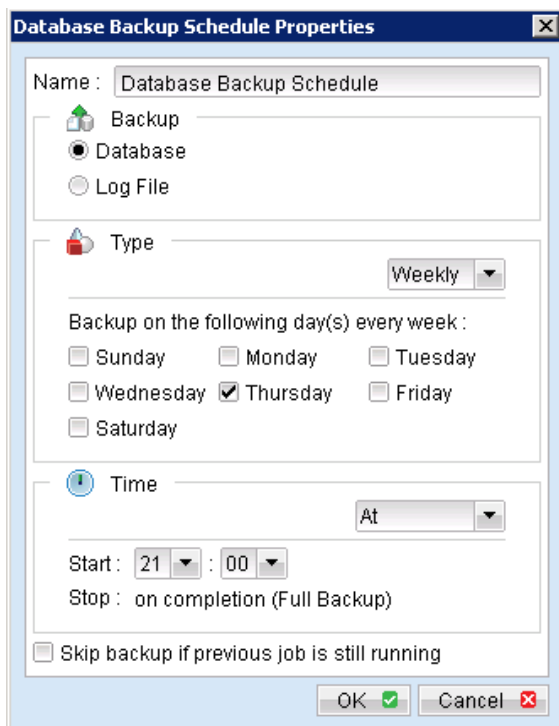 Database Backup Schedule Properties
Name : Database Backup Schedule
Backup
Database
Log File
Type
Weekly
Backup on the following day(s) every week :
Sunday Monday Tuesday
Wednesday Thursday Friday
Saturday
Time
At
Start : 21 : 00
Stop : on completion (Full Backup)
Skip backup if previous job is still running
OK Cancel